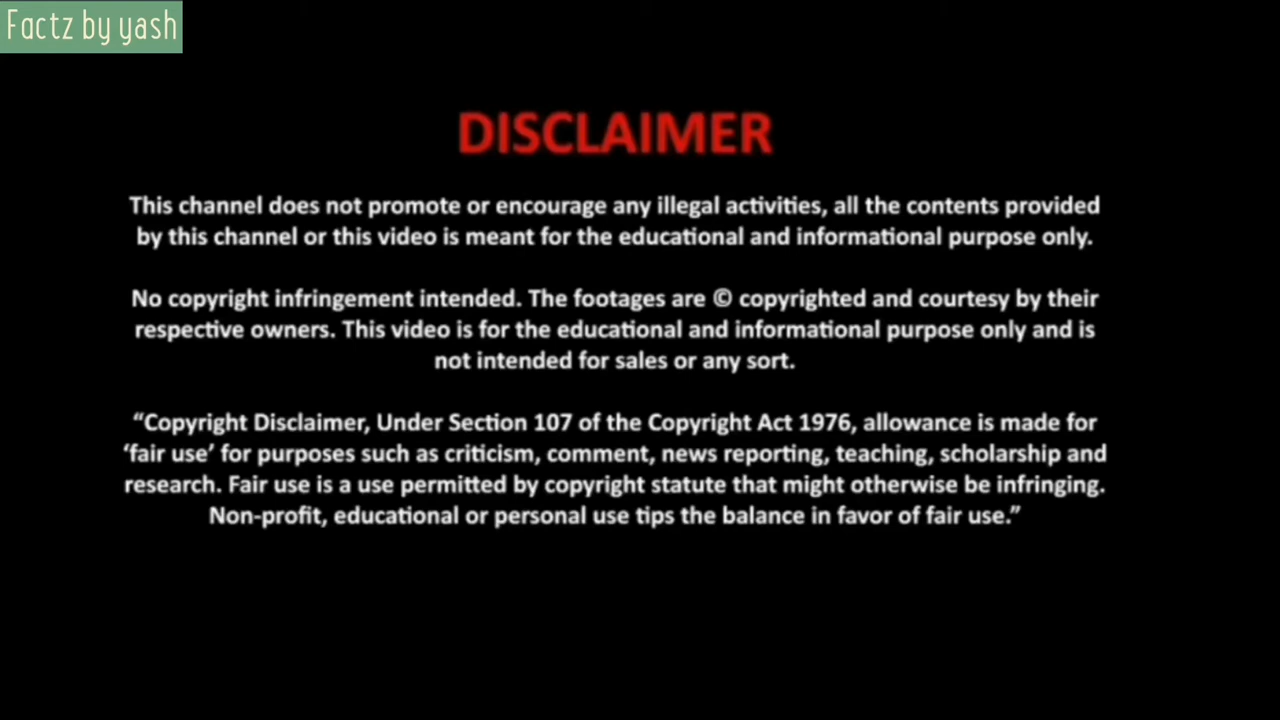 Factz by yash
DISCLAIMER
This channel does not promote or encourage any illegal activities, all the contents provided
by this channel or this video is meant for the educational and informational purpose only.
No copyright infringement intended. The footages are © copyrighted and courtesy by their
respective owners. This video is for the educational and informational purpose only and is
not intended for sales or any sort.
“Copyright Disclaimer, Under Section 107 of the Copyright Act 1976, allowance is made for
‘fair use’ for purposes such as criticism, comment, news reporting, teaching, scholarship and
research. Fair use is a use permitted by copyright statute that might otherwise be infringing.
Non-profit, educational or personal use tips the balance in favor of fair use.”